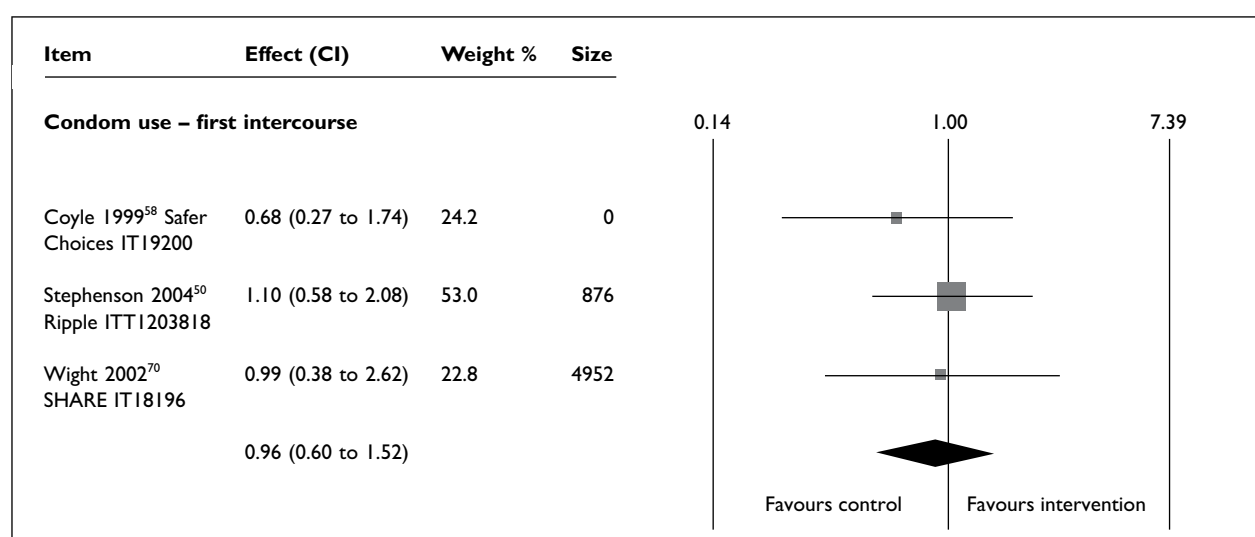 Item Effect (CI) Weight % Size
Condom use – first intercourse 0.14 1.00 7.39
Coyle 199958 Safer 0.68 (0.27 to 1.74) 24.2 0
Choices IT19200
Stephenson 200450 1.10 (0.58 to 2.08) 53.0 876
Ripple ITT1203818
Wight 200270 0.99 (0.38 to 2.62) 22.8 4952
SHARE IT18196
0.96 (0.60 to 1.52)
Favours control Favours intervention